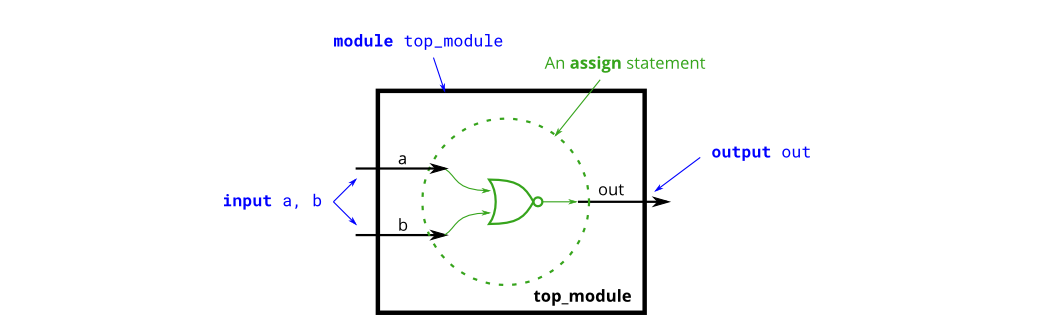 module top_module
An assign statement
a
output out
out
input a, b
b
top_module